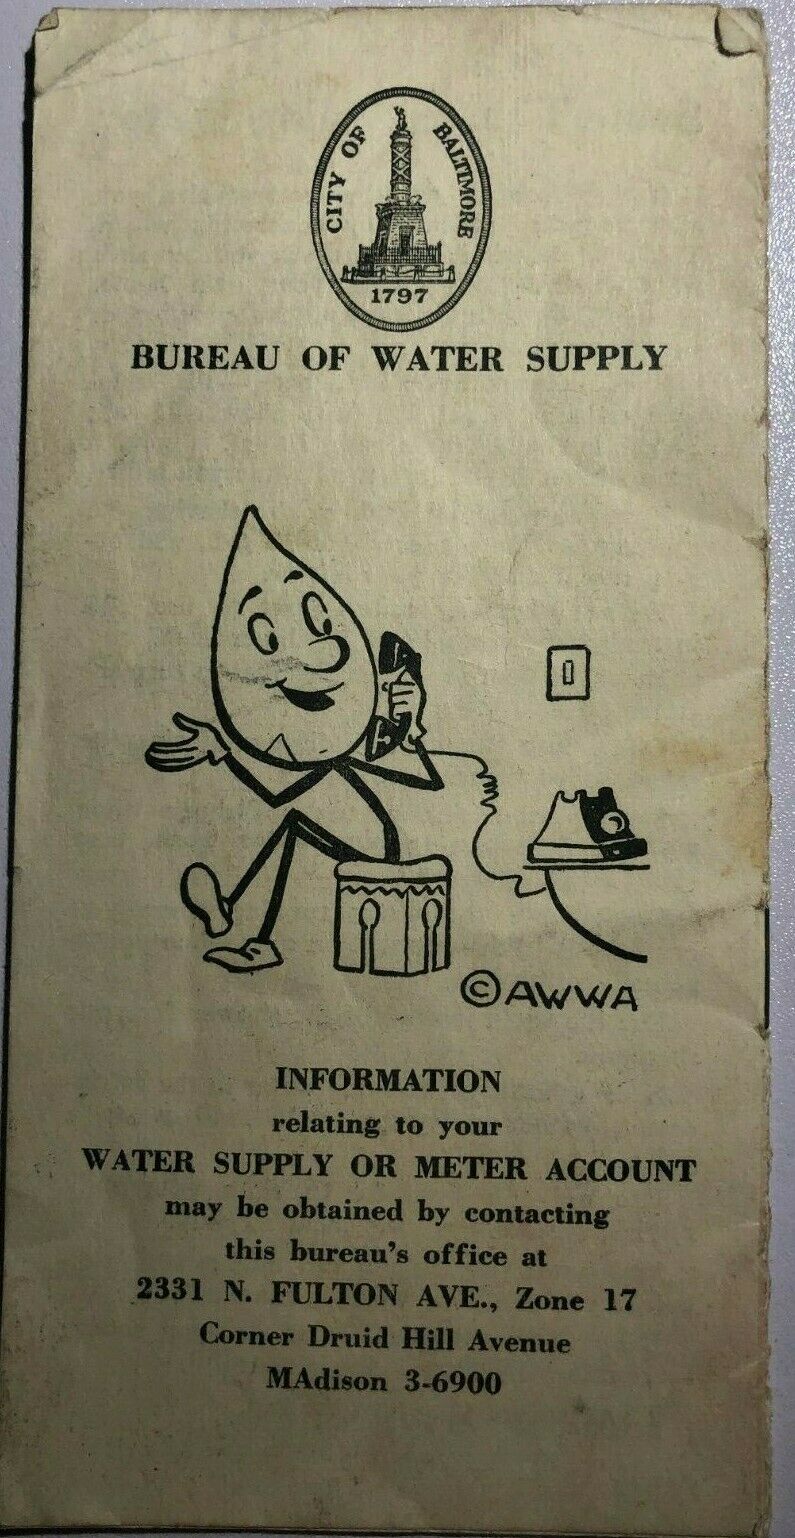 CITY OF BALTIMORE
1797
BUREAU OF WATER SUPPLY
©AWWA
INFORMATION
relating to your
WATER SUPPLY OR METER ACCOUNT
may be obtained by contacting
this bureau's office at
2331 N. FULTON AVE., Zone 17
Corner Druid Hill Avenue
MAdison 3-6900